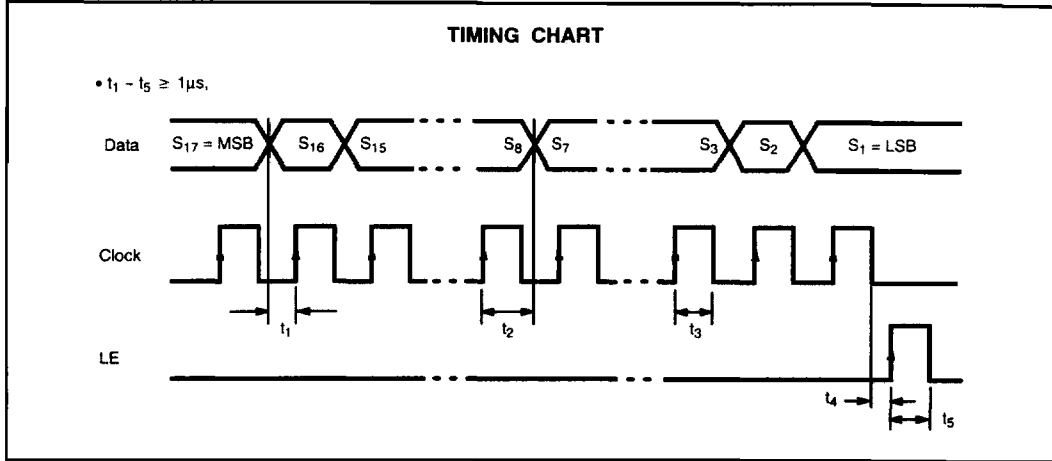 TIMING CHART
• t₁ – t₅ ≥ 1µs,
Data
S₁₇ = MSB S₁₆ S₁₅ S₈ S₇ S₃ S₂ S₁ = LSB
Clock
t₁ t₂ t₃
LE
t₄ t₅